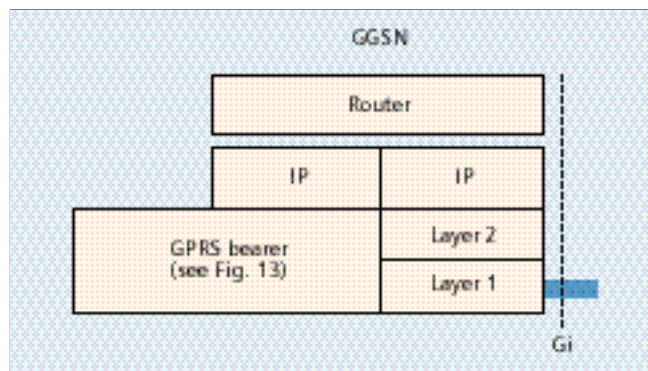 GGSN
Router
IP
IP
GPRS bearer
(see Fig. 13)
Layer 2
Layer 1
Gi